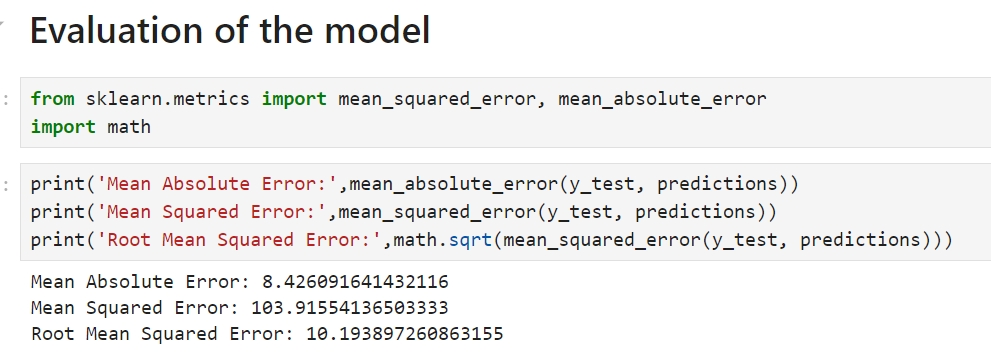 Evaluation of the model
: from sklearn.metrics import mean_squared_error, mean_absolute_error
import math
: print('Mean Absolute Error:',mean_absolute_error(y_test, predictions))
print('Mean Squared Error:',mean_squared_error(y_test, predictions))
print('Root Mean Squared Error:',math.sqrt(mean_squared_error(y_test, predictions)))
Mean Absolute Error: 8.426091641432116
Mean Squared Error: 103.91554136503333
Root Mean Squared Error: 10.193897260863155